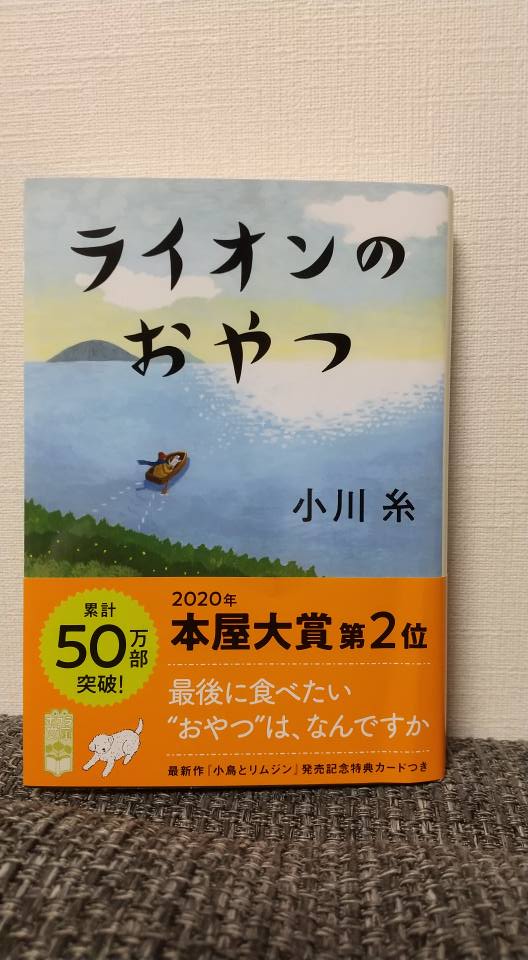 ライオンの
おやつ
小川 糸
累計
50万部
突破!
2020年
本屋大賞 第2位
最後に食べたい
“おやつ”は、なんですか
最新作『小鳥とリムジン』発売記念特典カードつき